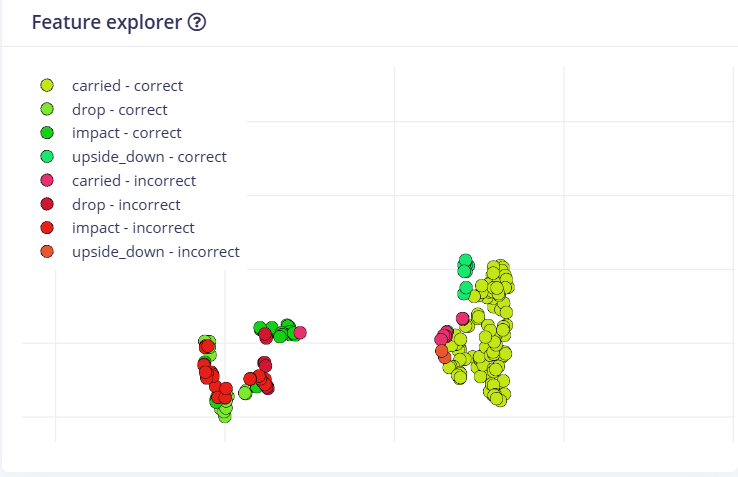 Feature explorer ?
carried - correct
drop - correct
impact - correct
upside_down - correct
carried - incorrect
drop - incorrect
impact - incorrect
upside_down - incorrect